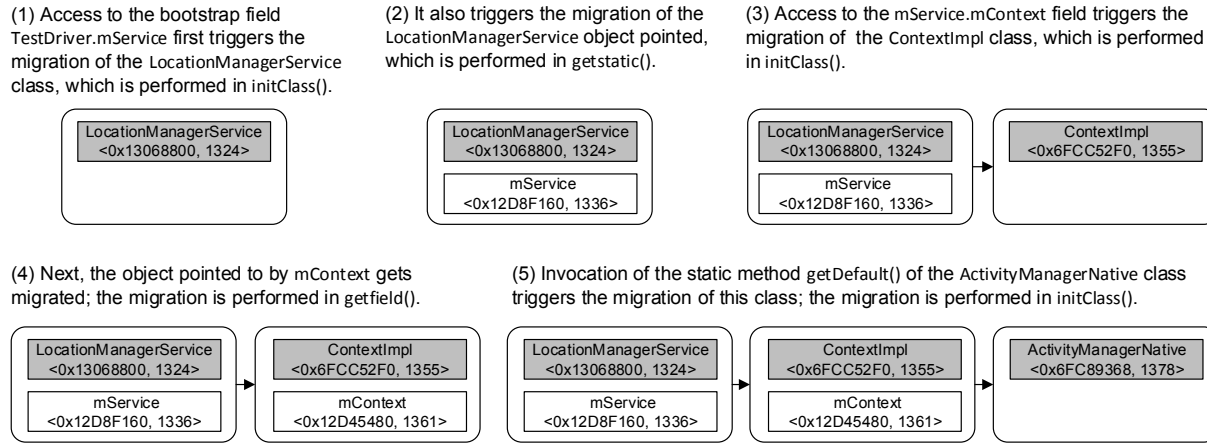 (1) Access to the bootstrap field
TestDriver.mService first triggers the
migration of the LocationManagerService
class, which is performed in initClass().
LocationManagerService
<0x13068800, 1324>
(2) It also triggers the migration of the
LocationManagerService object pointed,
which is performed in getstatic().
LocationManagerService
<0x13068800, 1324>
mService
<0x12D8F160, 1336>
(3) Access to the mService.mContext field triggers the
migration of the ContextImpl class, which is performed
in initClass().
LocationManagerService
<0x13068800, 1324>
mService
<0x12D8F160, 1336>
ContextImpl
<0x6FCC52F0, 1355>
(4) Next, the object pointed to by mContext gets
migrated; the migration is performed in getfield().
LocationManagerService
<0x13068800, 1324>
mService
<0x12D8F160, 1336>
ContextImpl
<0x6FCC52F0, 1355>
mContext
<0x12D45480, 1361>
(5) Invocation of the static method getDefault() of the ActivityManagerNative class
triggers the migration of this class; the migration is performed in initClass().
LocationManagerService
<0x13068800, 1324>
mService
<0x12D8F160, 1336>
ContextImpl
<0x6FCC52F0, 1355>
mContext
<0x12D45480, 1361>
ActivityManagerNative
<0x6FC89368, 1378>